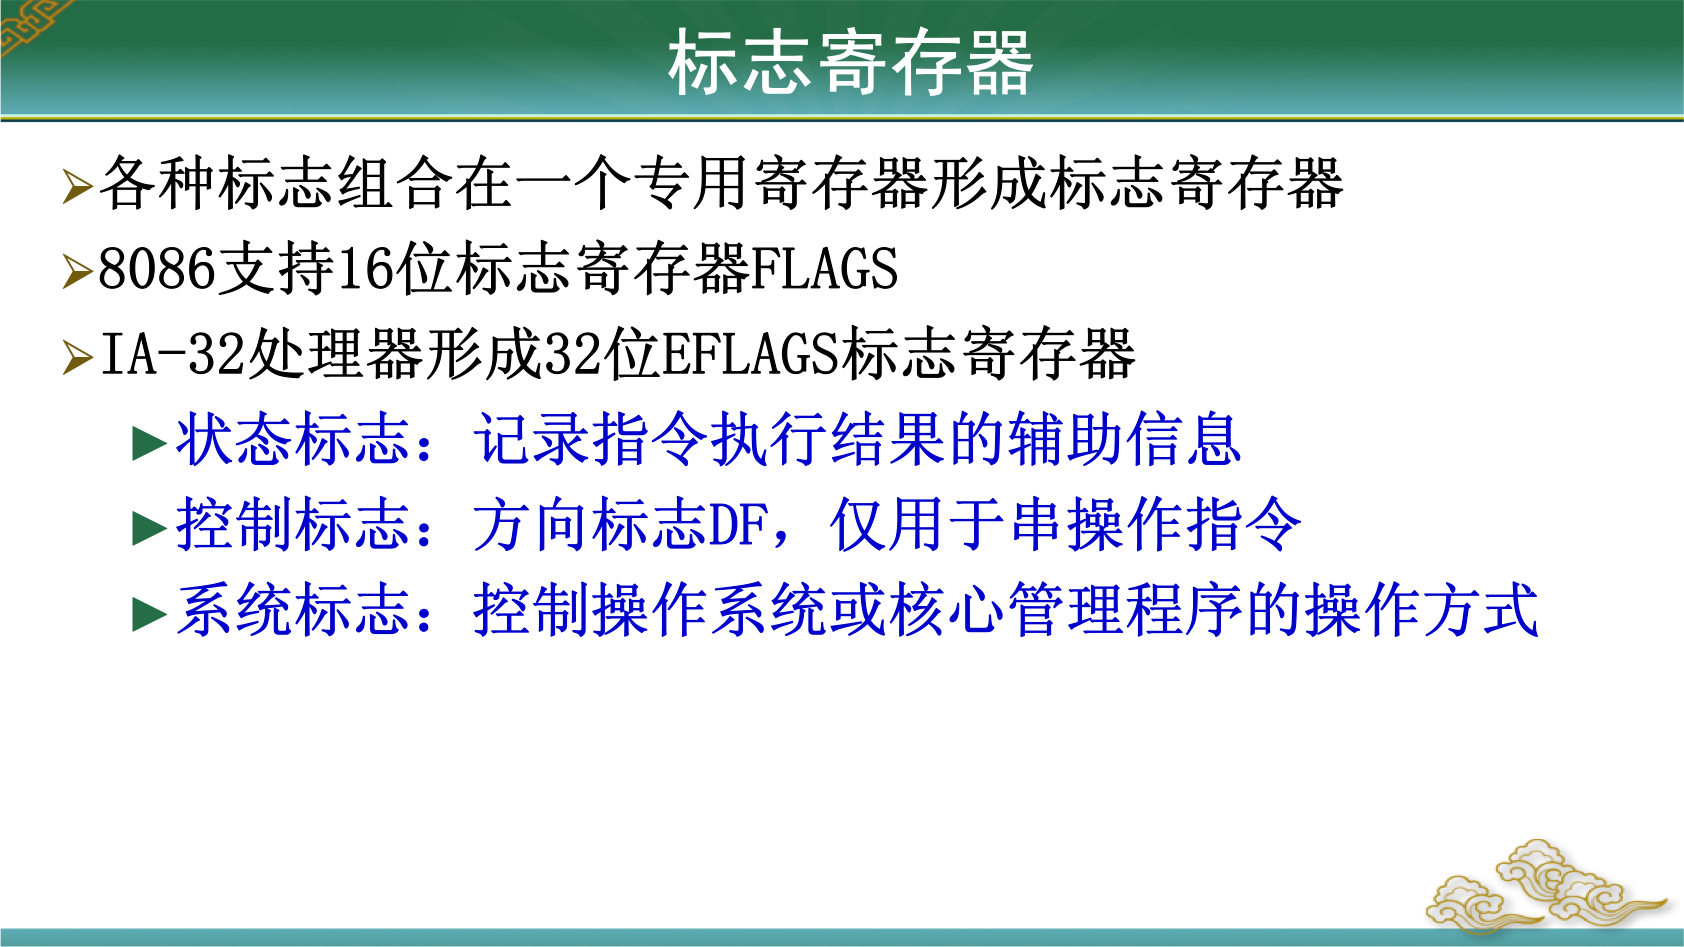 标志寄存器
各种标志组合在一个专用寄存器形成标志寄存器
8086支持16位标志寄存器FLAGS
IA-32处理器形成32位EFLAGS标志寄存器
状态标志：记录指令执行结果的辅助信息
控制标志：方向标志DF，仅用于串操作指令
系统标志：控制操作系统或核心管理程序的操作方式